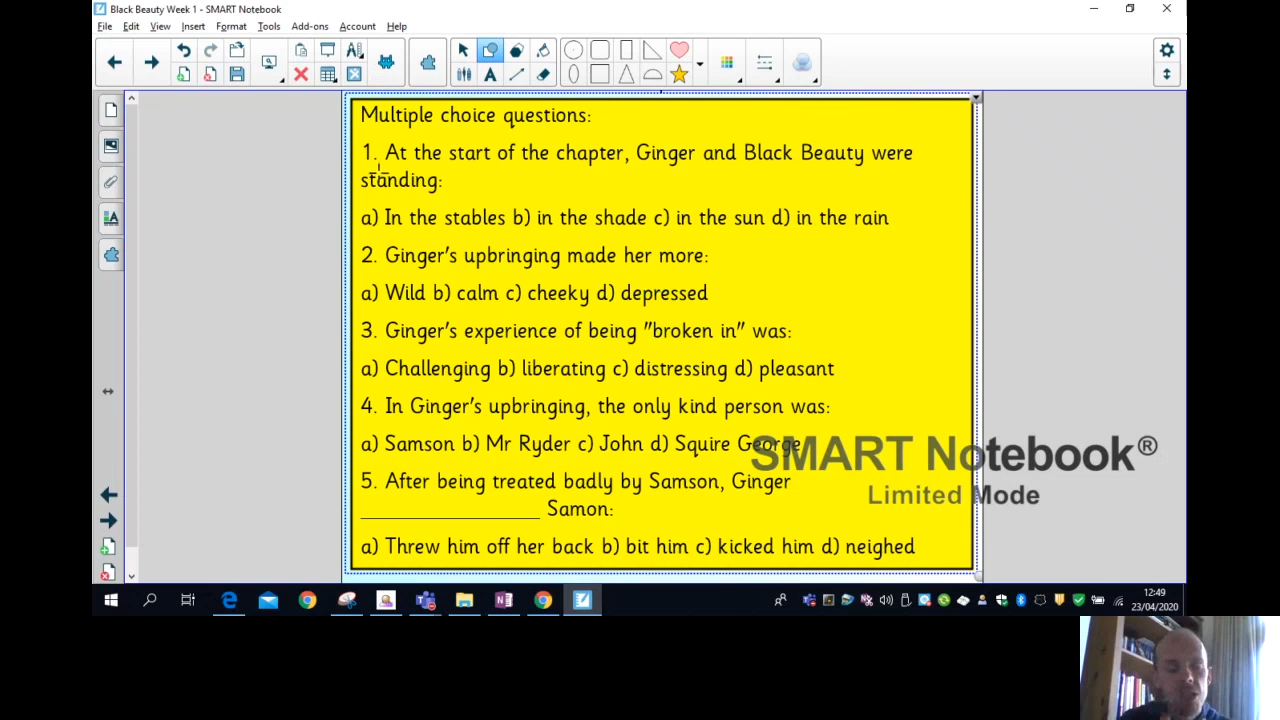 Black Beauty Week 1 - SMART Notebook
File Edit View Insert Format Tools Add-ons Account Help
Multiple choice questions:
1. At the start of the chapter, Ginger and Black Beauty were
standing:
a) In the stables b) in the shade c) in the sun d) in the rain
2. Ginger's upbringing made her more:
a) Wild b) calm c) cheeky d) depressed
3. Ginger's experience of being "broken in" was:
a) Challenging b) liberating c) distressing d) pleasant
4. In Ginger's upbringing, the only kind person was:
a) Samson b) Mr Ryder c) John d) Squire George
SMART Notebook®
Limited Mode
5. After being treated badly by Samson, Ginger
_________________ Samon:
a) Threw him off her back b) bit him c) kicked him d) neighed
12:49
23/04/2020